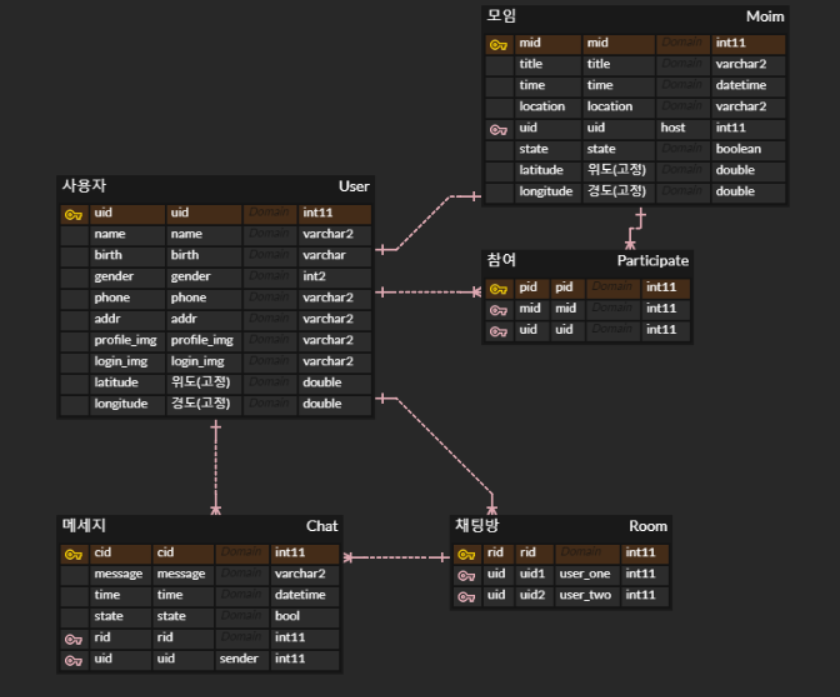 모임 Moim
mid mid Domain int11
title title Domain varchar2
time time Domain datetime
location location Domain varchar2
uid uid host int11
state state Domain boolean
latitude 위도(고정) Domain double
longitude 경도(고정) Domain double
사용자 User
uid uid Domain int11
name name Domain varchar2
birth birth Domain varchar
gender gender Domain int2
phone phone Domain varchar2
addr addr Domain varchar2
profile_img profile_img Domain varchar2
login_img login_img Domain varchar2
latitude 위도(고정) Domain double
longitude 경도(고정) Domain double
참여 Participate
pid pid Domain int11
mid mid Domain int11
uid uid Domain int11
메세지 Chat
cid cid Domain int11
message message Domain varchar2
time time Domain datetime
state state Domain bool
rid rid Domain int11
uid uid sender int11
채팅방 Room
rid rid Domain int11
uid uid1 user_one int11
uid uid2 user_two int11